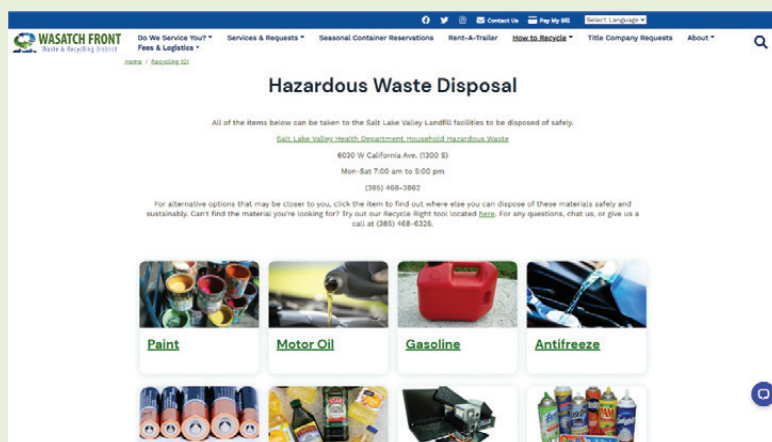 Contact Us Pay My Bill Select Language
WASATCH FRONT
Waste & Recycling District
Do We Service You? Services & Requests Seasonal Container Reservations Rent-A-Trailer How to Recycle Title Company Requests About
Fees & Logistics
Home / Recycling 101
Hazardous Waste Disposal
All of the items below can be taken to the Salt Lake Valley Landfill facilities to be disposed of safely.
Salt Lake Valley Health Department Household Hazardous Waste
6030 W California Ave. (1300 S)
Mon-Sat 7:00 am to 5:00 pm
(385) 468-3862
For alternative options that may be closer to you, click the item to find out where else you can dispose of these materials safely and
sustainably. Can't find the material you're looking for? Try out our Recycle Right tool located here. For any questions, chat us, or give us a
call at (385) 468-6325.
Paint Motor Oil Gasoline Antifreeze
PAM